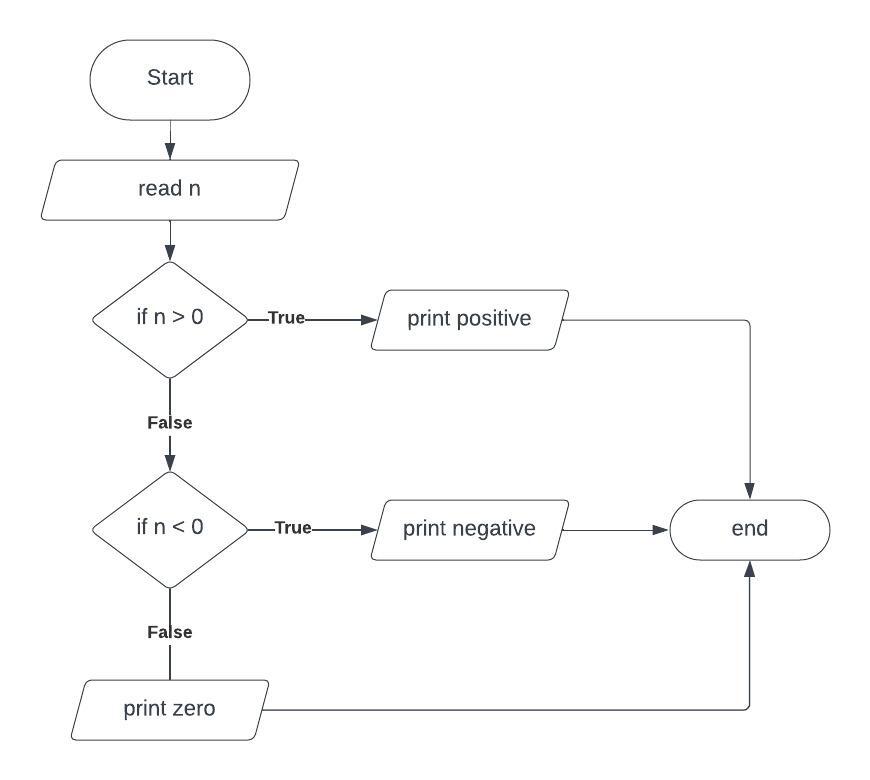 Start
read n
if n > 0
True
print positive
False
if n < 0
True
print negative
end
False
print zero